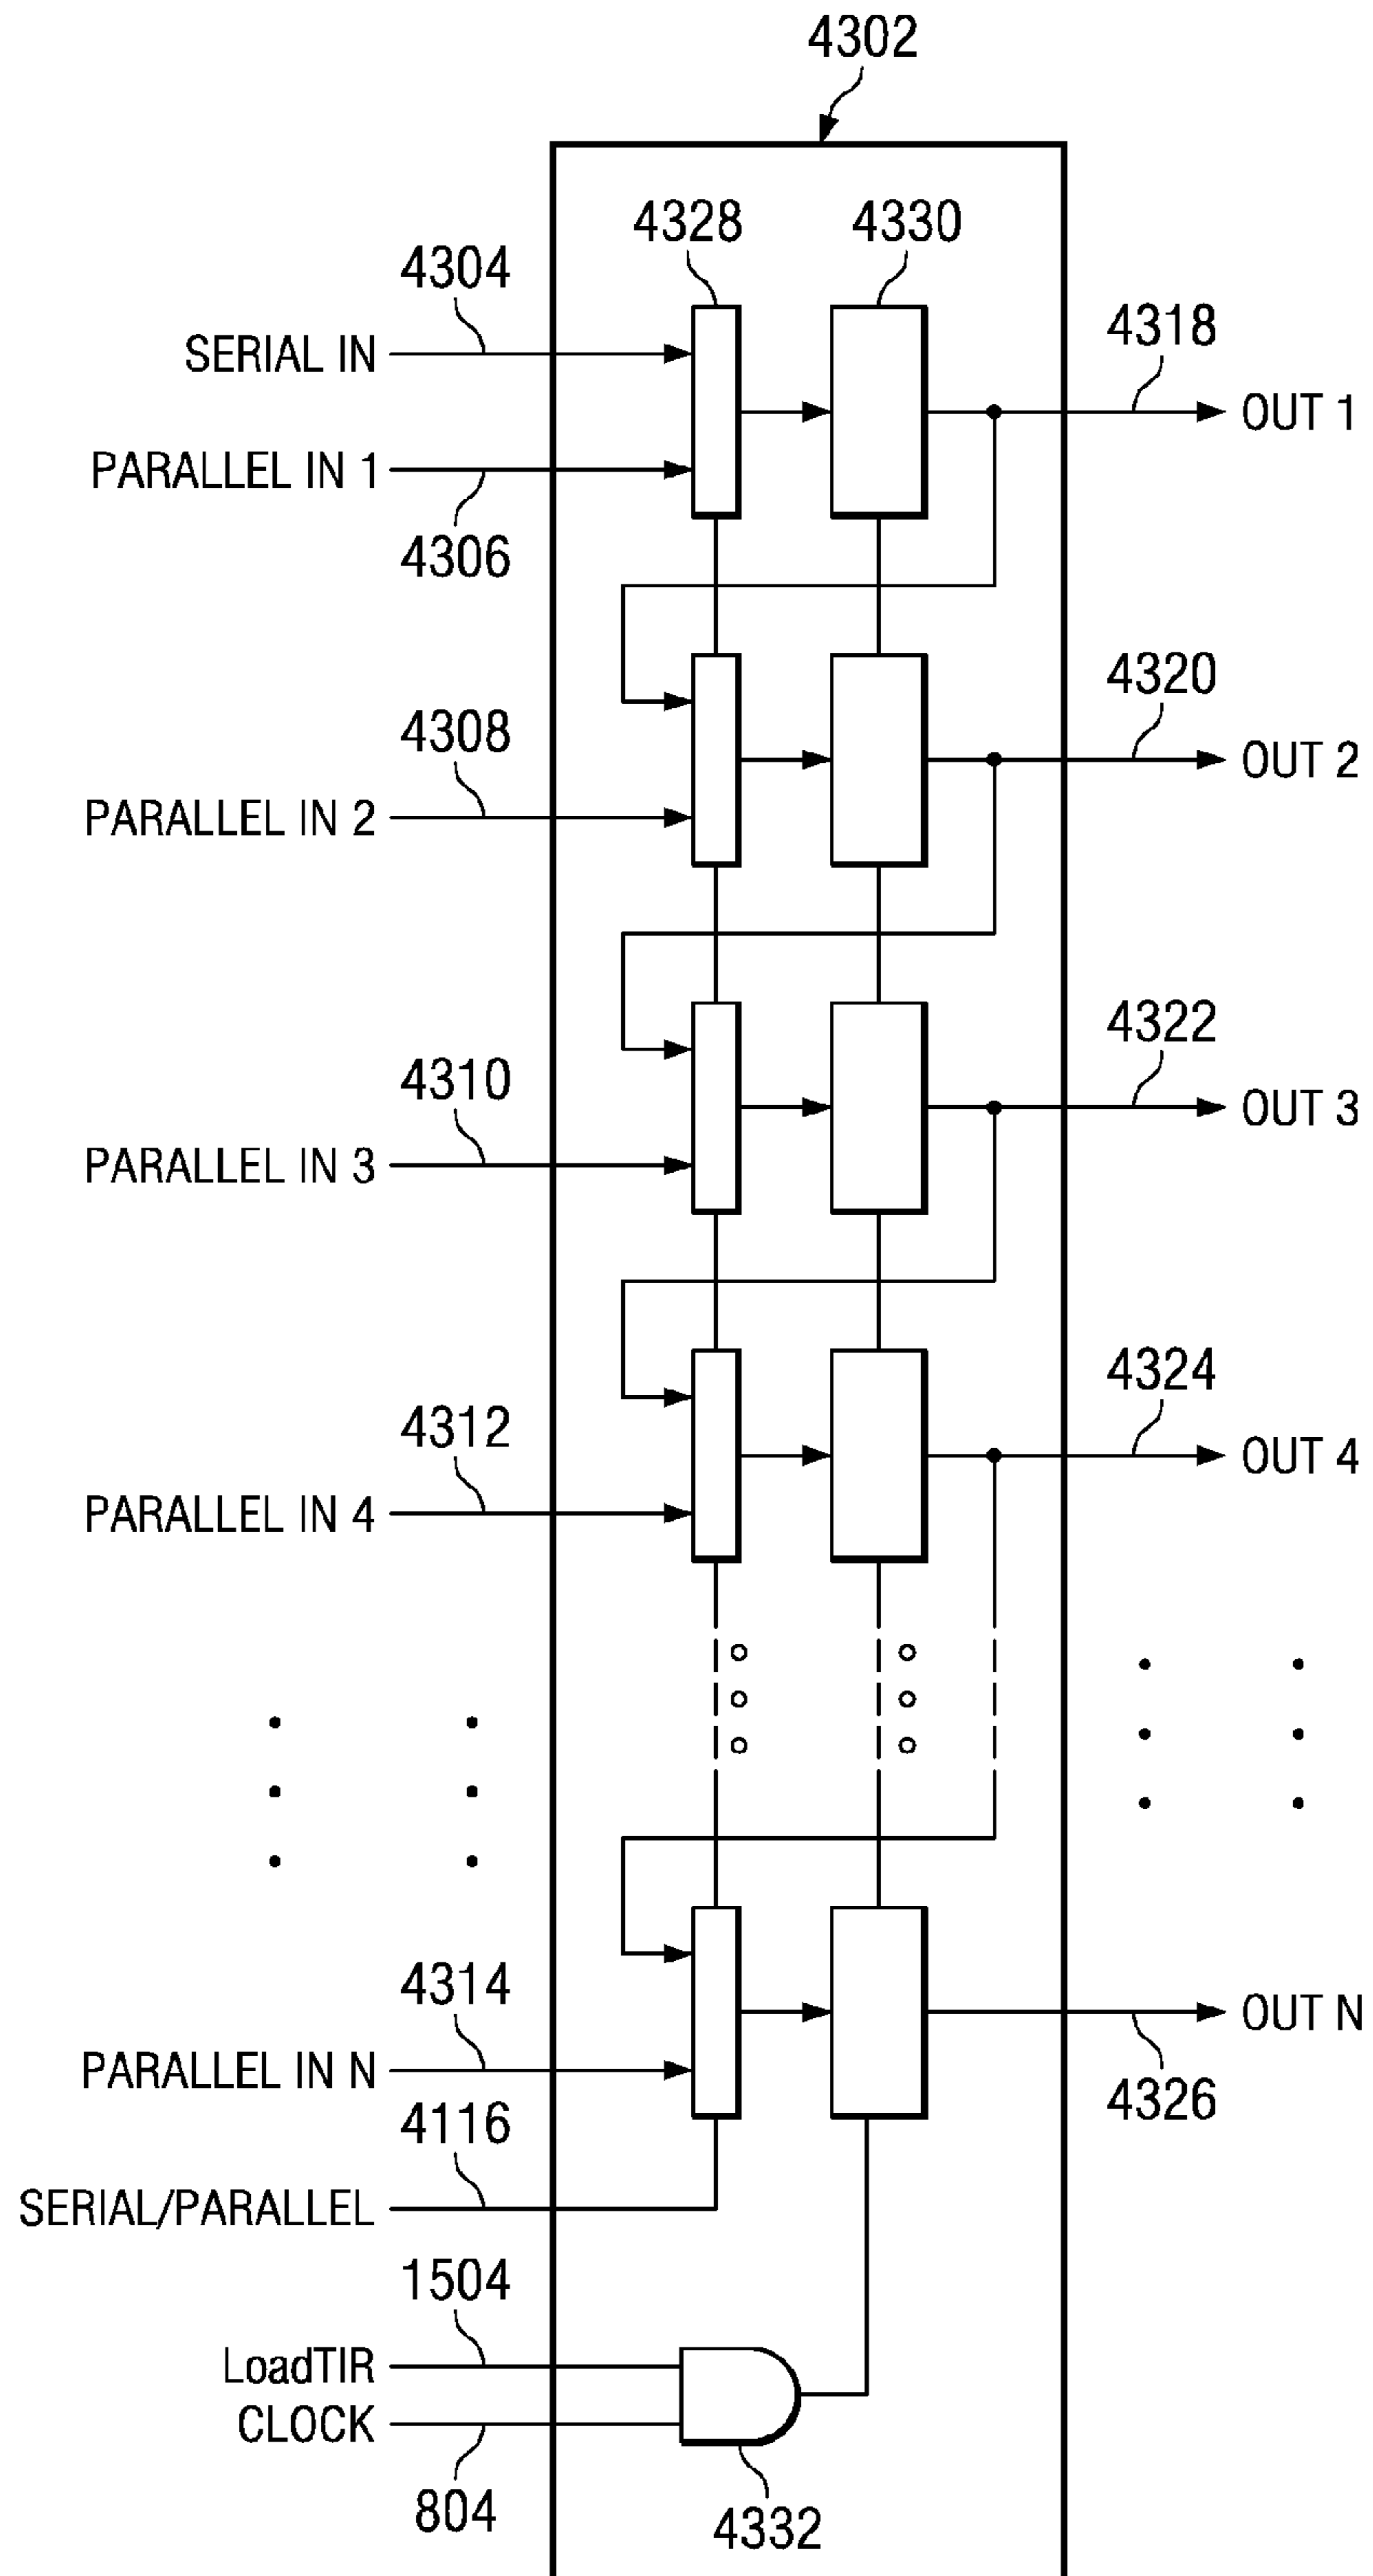 4302
4328
4330
4304
4318
SERIAL IN
OUT 1
PARALLEL IN 1
4306
4320
4308
OUT 2
PARALLEL IN 2
4322
4310
OUT 3
PARALLEL IN 3
4324
4312
OUT 4
PARALLEL IN 4
4314
OUT N
PARALLEL IN N
4326
4116
SERIAL/PARALLEL
1504
LoadTIR
CLOCK
804
4332